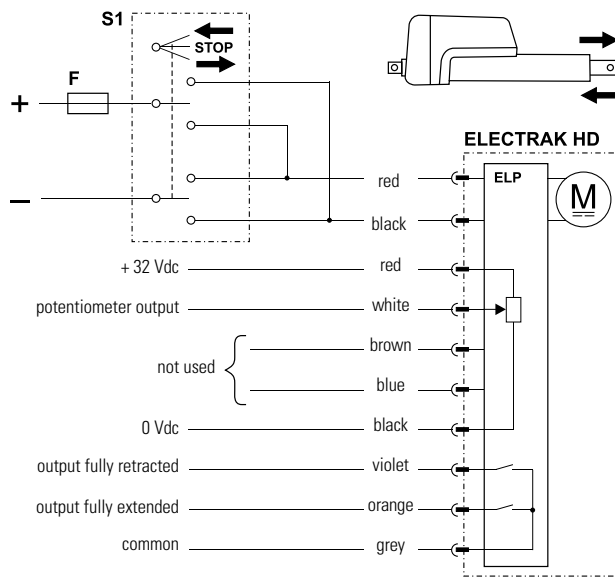 S1
STOP
F
+
–
ELECTRAK HD
ELP
M
red
black
+ 32 Vdc red
potentiometer output white
not used
brown
blue
0 Vdc black
output fully retracted violet
output fully extended orange
common grey